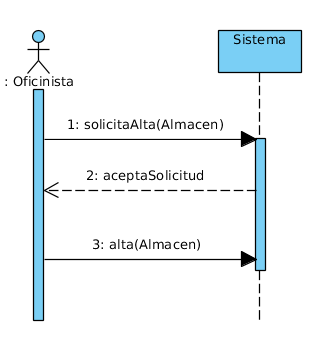 Sistema
: Oficinista
1: solicitaAlta(Almacen)
2: aceptaSolicitud
3: alta(Almacen)